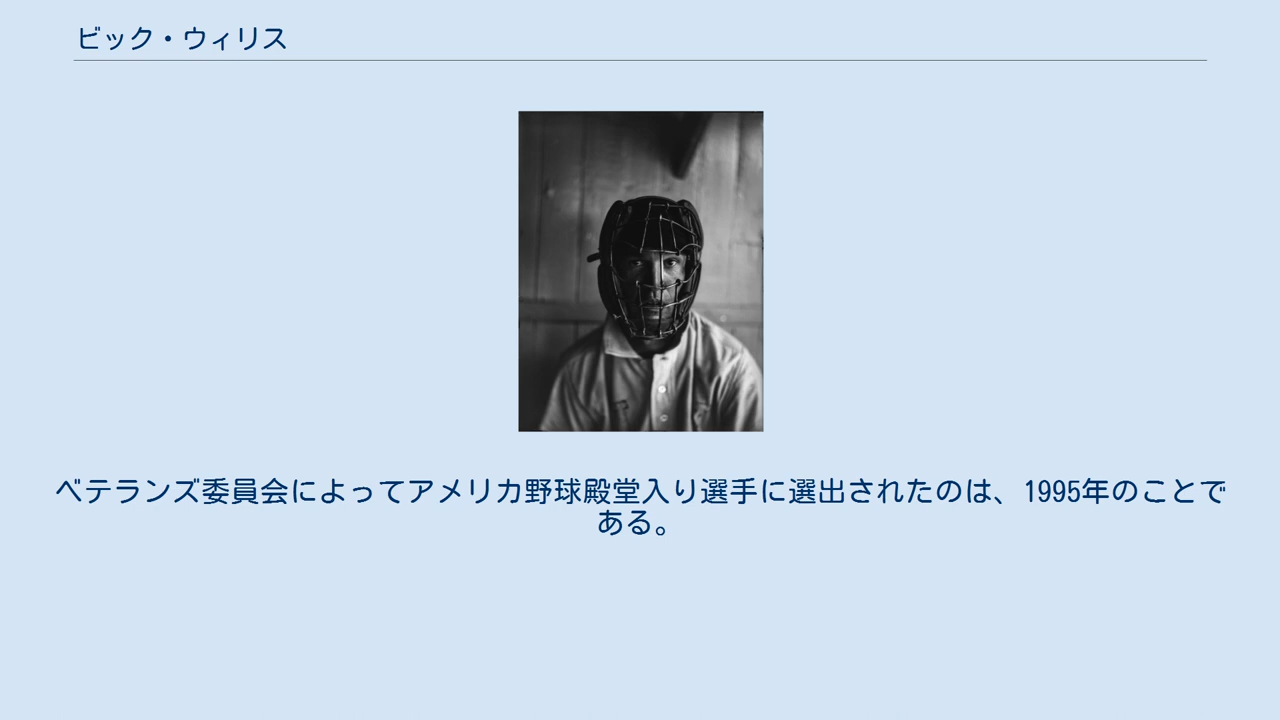 ビック・ウィリス
ベテランズ委員会によってアメリカ野球殿堂入り選手に選出されたのは、1995年のことで
ある。